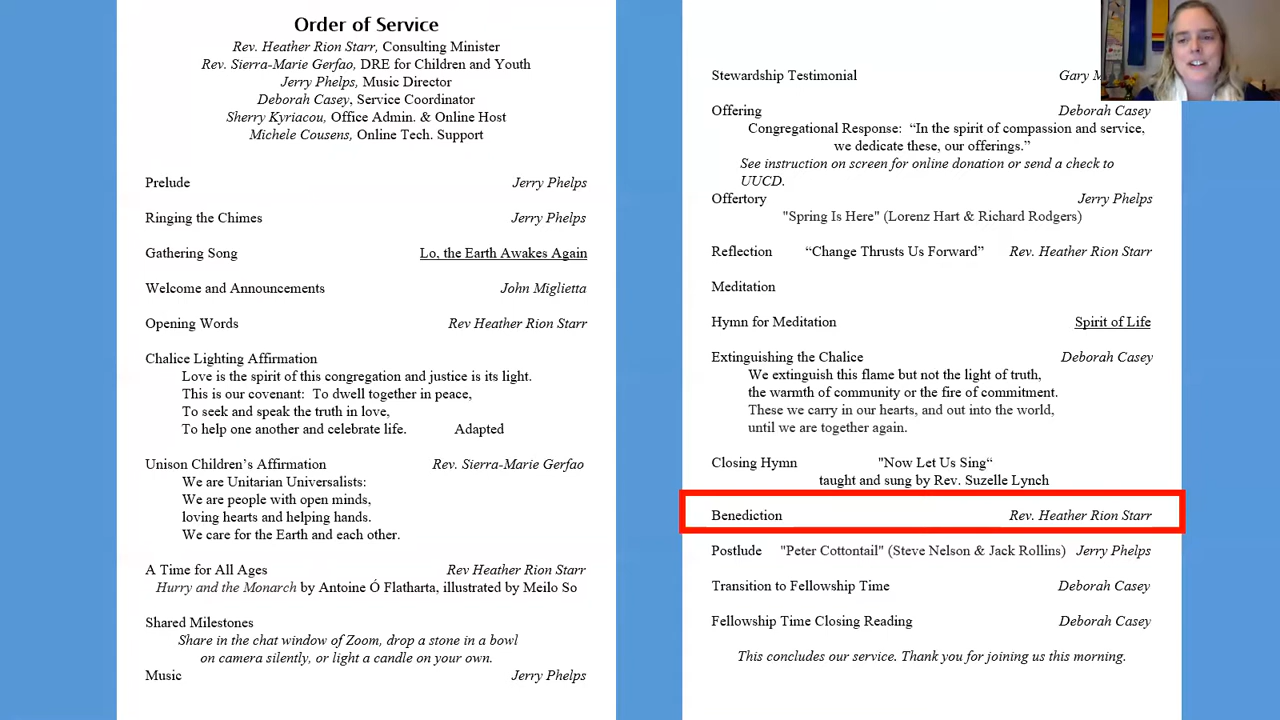 Order of Service
Rev. Heather Rion Starr, Consulting Minister
Rev. Sierra-Marie Gerfao, DRE for Children and Youth
Jerry Phelps, Music Director
Deborah Casey, Service Coordinator
Sherry Kyriacou, Office Admin. & Online Host
Michele Cousens, Online Tech. Support
Prelude Jerry Phelps
Ringing the Chimes Jerry Phelps
Gathering Song Lo, the Earth Awakes Again
Welcome and Announcements John Miglietta
Opening Words Rev Heather Rion Starr
Chalice Lighting Affirmation
Love is the spirit of this congregation and justice is its light.
This is our covenant: To dwell together in peace,
To seek and speak the truth in love,
To help one another and celebrate life. Adapted
Unison Children’s Affirmation Rev. Sierra-Marie Gerfao
We are Unitarian Universalists:
We are people with open minds,
loving hearts and helping hands.
We care for the Earth and each other.
A Time for All Ages Rev Heather Rion Starr
Hurry and the Monarch by Antoine Ó Flatharta, illustrated by Meilo So
Shared Milestones
Share in the chat window of Zoom, drop a stone in a bowl
on camera silently, or light a candle on your own.
Music Jerry Phelps
Stewardship Testimonial Gary
Offering Deborah Casey
Congregational Response: “In the spirit of compassion and service,
we dedicate these, our offerings.”
See instruction on screen for online donation or send a check to
UUCD.
Offertory Jerry Phelps
"Spring Is Here" (Lorenz Hart & Richard Rodgers)
Reflection “Change Thrusts Us Forward” Rev. Heather Rion Starr
Meditation
Hymn for Meditation Spirit of Life
Extinguishing the Chalice Deborah Casey
We extinguish this flame but not the light of truth,
the warmth of community or the fire of commitment.
These we carry in our hearts, and out into the world,
until we are together again.
Closing Hymn "Now Let Us Sing“
taught and sung by Rev. Suzelle Lynch
Benediction Rev. Heather Rion Starr
Postlude "Peter Cottontail" (Steve Nelson & Jack Rollins) Jerry Phelps
Transition to Fellowship Time Deborah Casey
Fellowship Time Closing Reading Deborah Casey
This concludes our service. Thank you for joining us this morning.